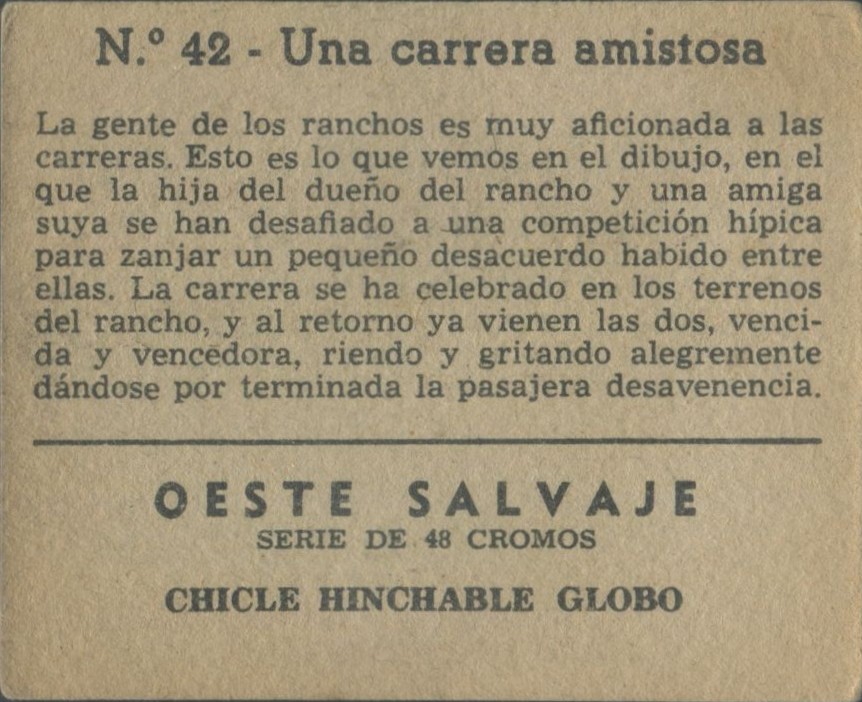 N.º 42 - Una carrera amistosa
La gente de los ranchos es muy aficionada a las
carreras. Esto es lo que vemos en el dibujo, en el
que la hija del dueño del rancho y una amiga
suya se han desafiado a una competición hípica
para zanjar un pequeño desacuerdo habido entre
ellas. La carrera se ha celebrado en los terrenos
del rancho, y al retorno ya vienen las dos, venci-
da y vencedora, riendo y gritando alegremente
dándose por terminada la pasajera desavenencia.
OESTE SALVAJE
SERIE DE 48 CROMOS
CHICLE HINCHABLE GLOBO